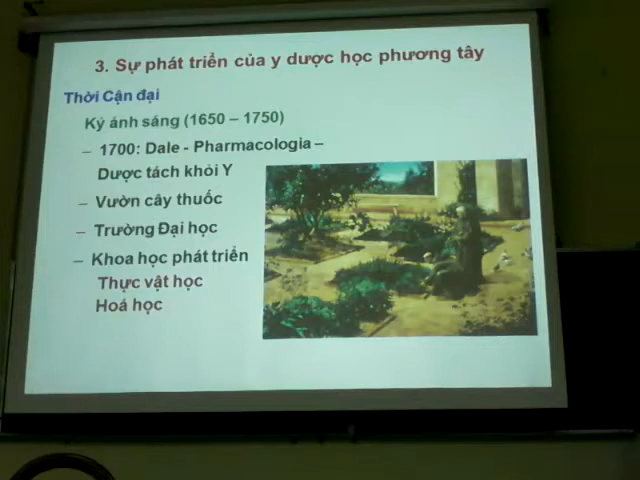 3. Sự phát triển của y dược học phương tây
Thời Cận đại
Kỷ ánh sáng (1650 – 1750)
– 1700: Dale - Pharmacologia –
Dược tách khỏi Y
– Vườn cây thuốc
– Trường Đại học
– Khoa học phát triển
Thực vật học
Hoá học